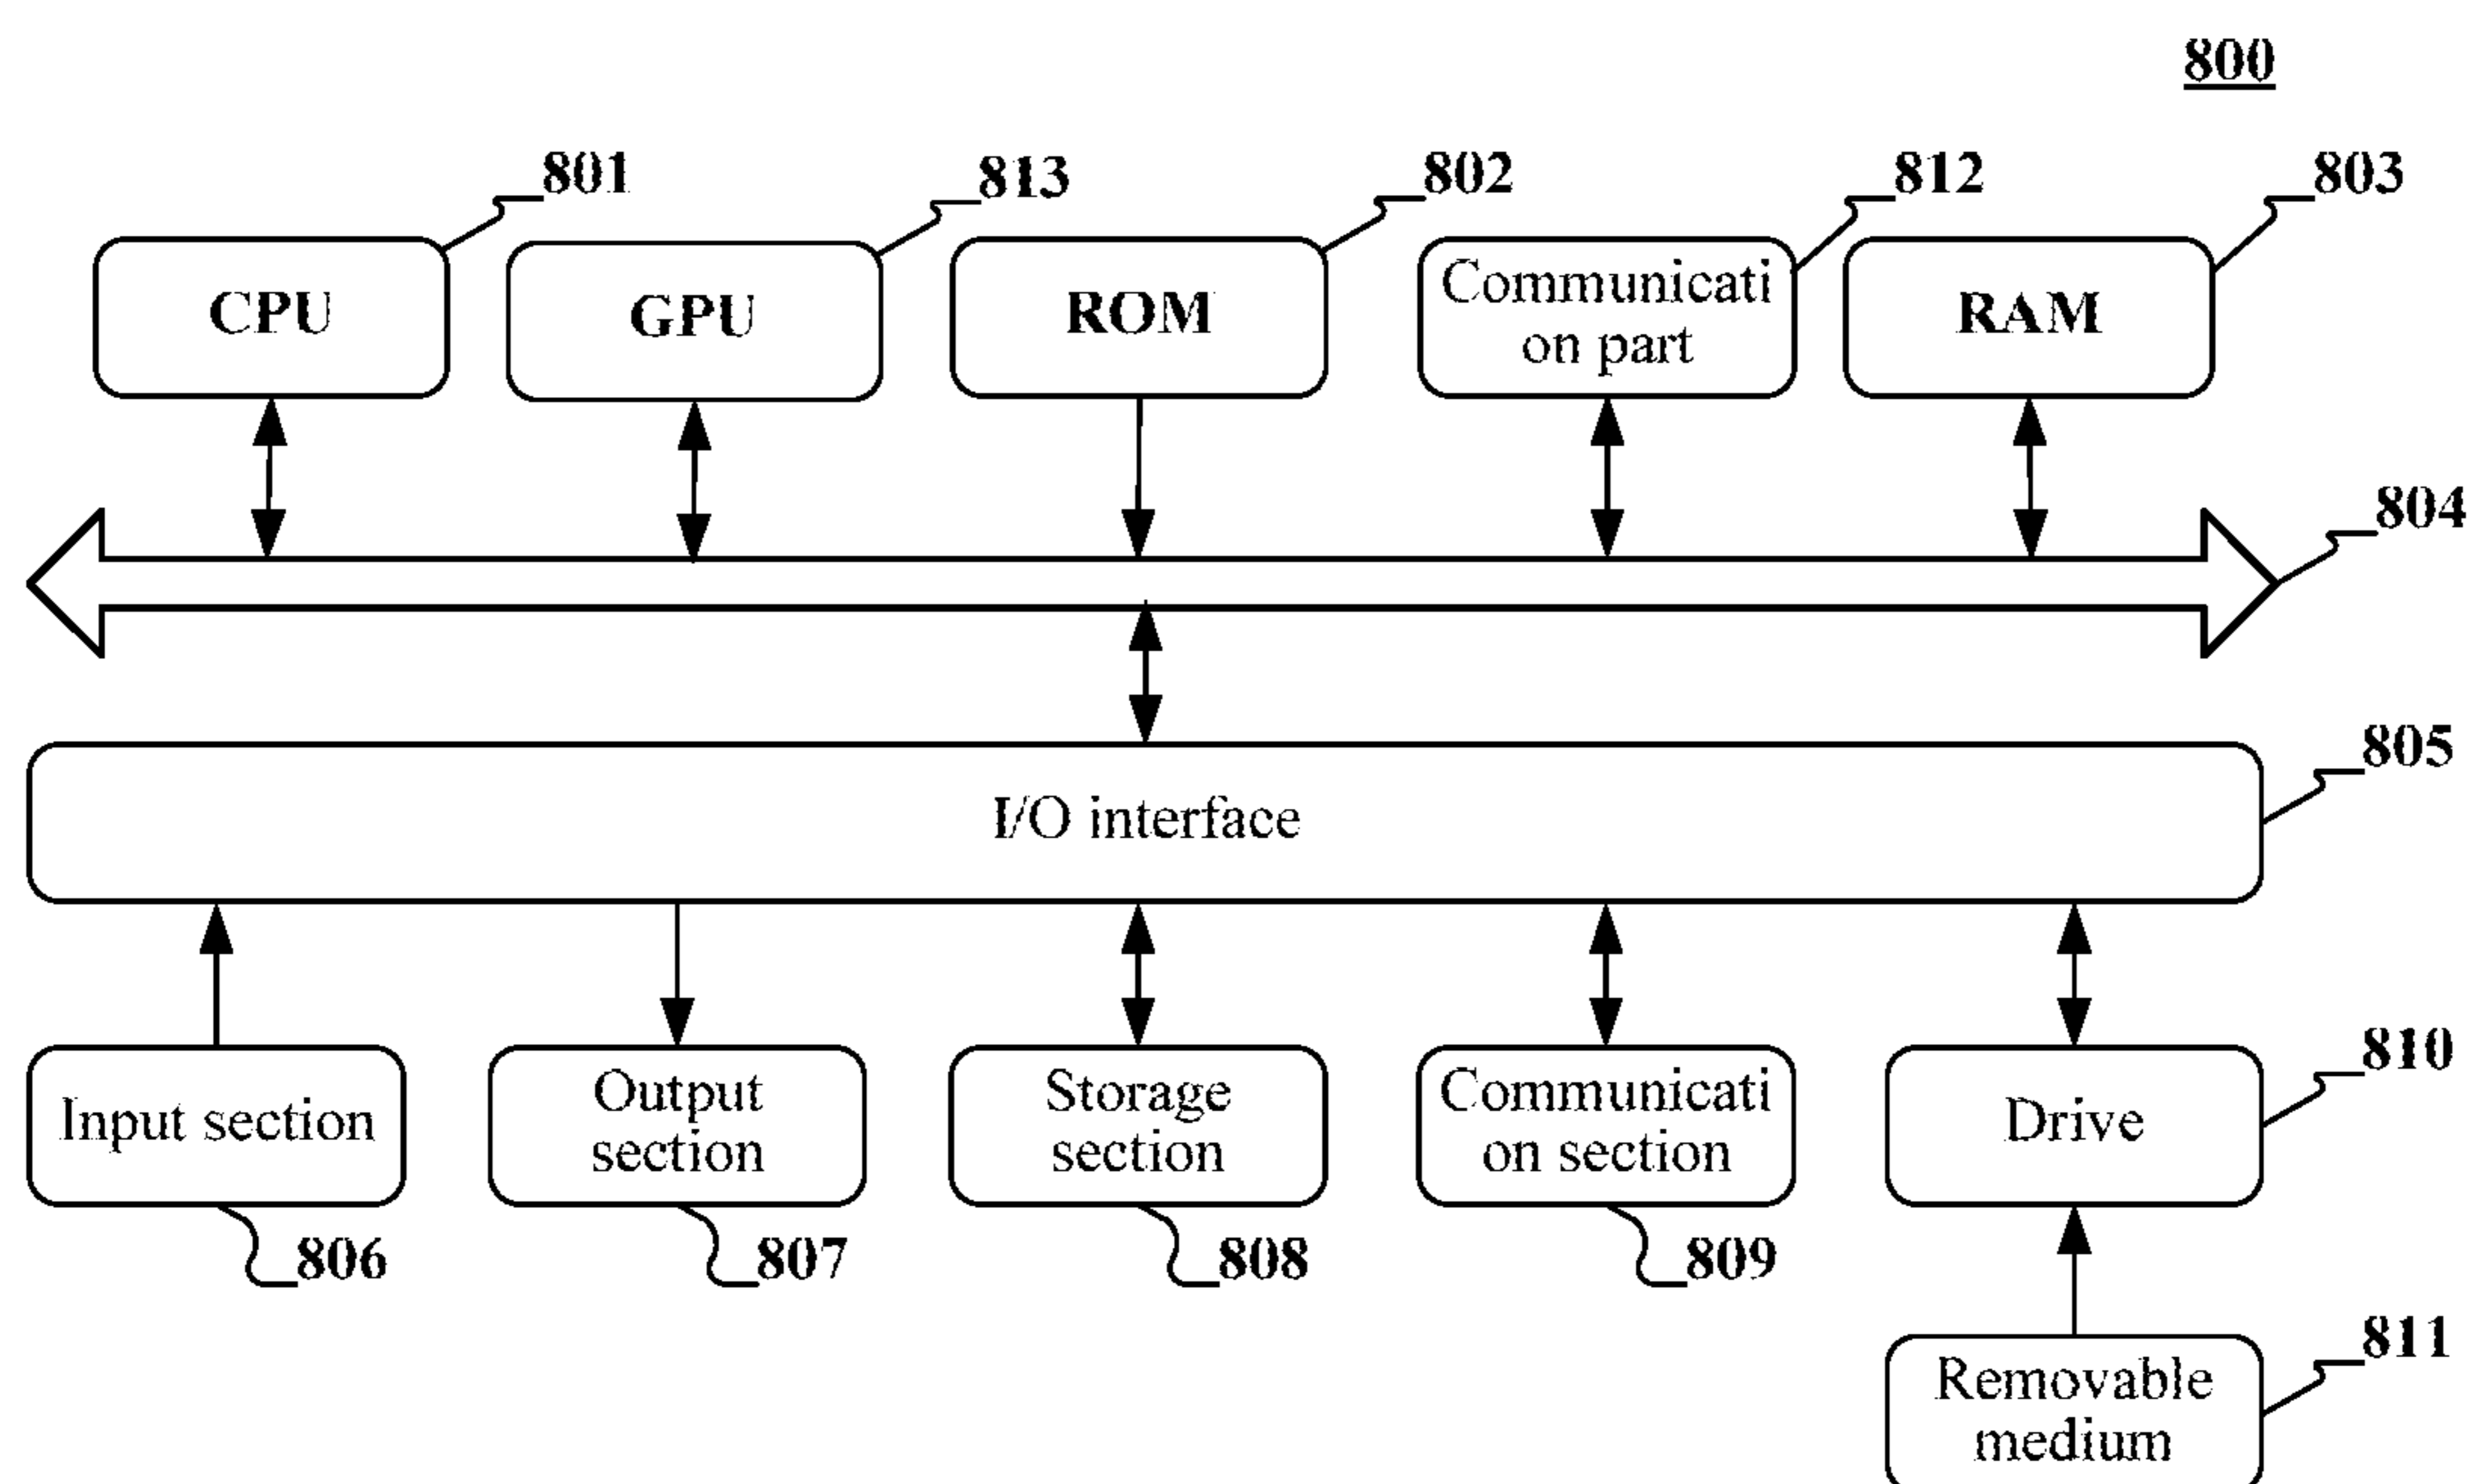 800
801
813
802
812
803
CPU
GPU
ROM
Communicati
on part
RAM
804
805
I/O interface
810
Input section
Output
section
Storage
section
Communicati
on section
Drive
806
807
808
809
811
Removable
medium